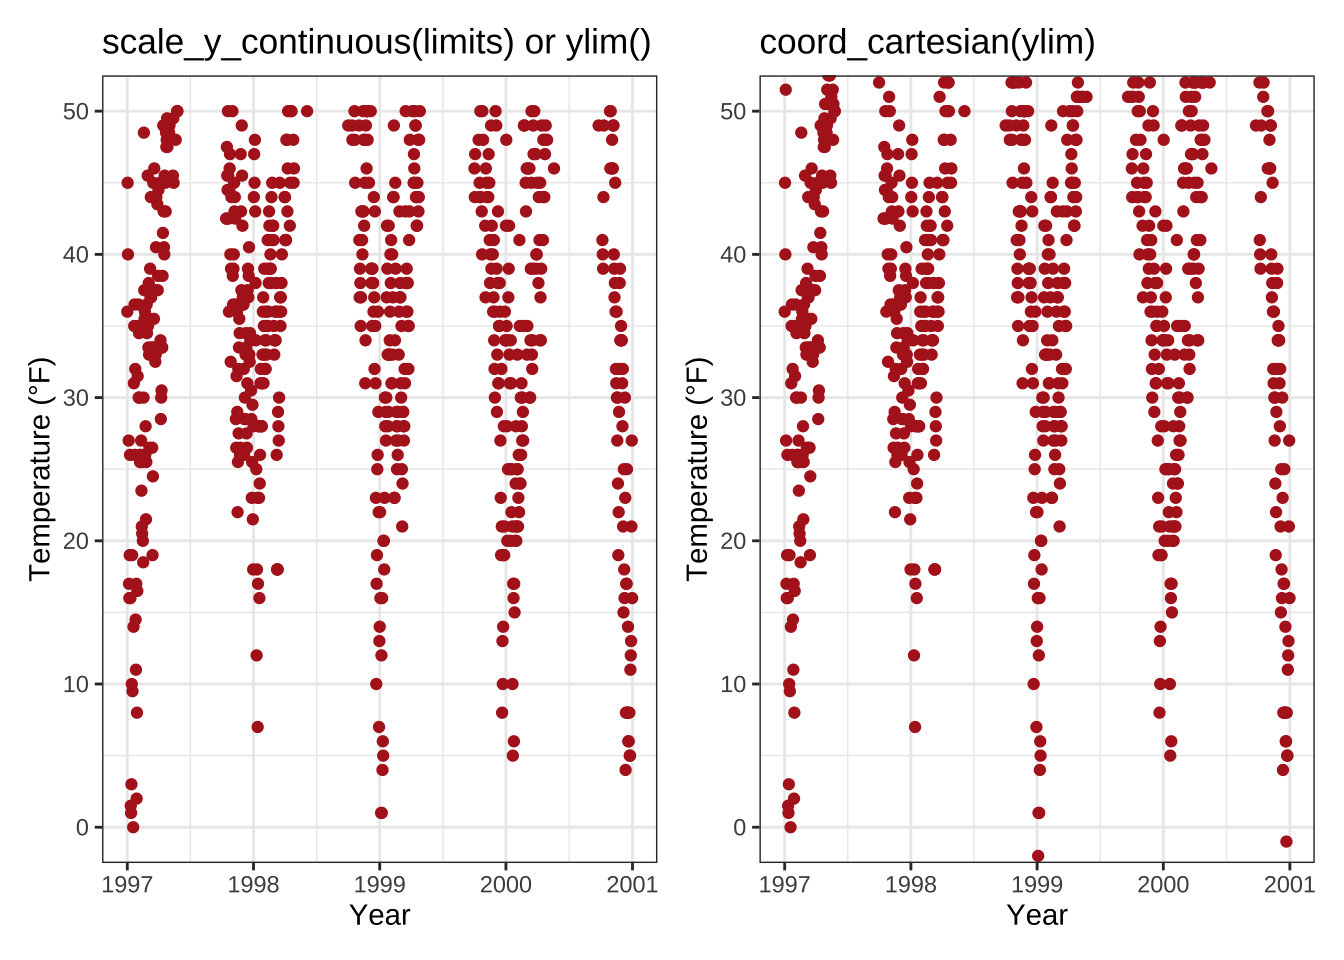 scale_y_continuous(limits) or ylim()
Temperature (°F)
50
40
30
20
10
0
1997 1998 1999 2000 2001
Year
coord_cartesian(ylim)
Temperature (°F)
50
40
30
20
10
0
1997 1998 1999 2000 2001
Year